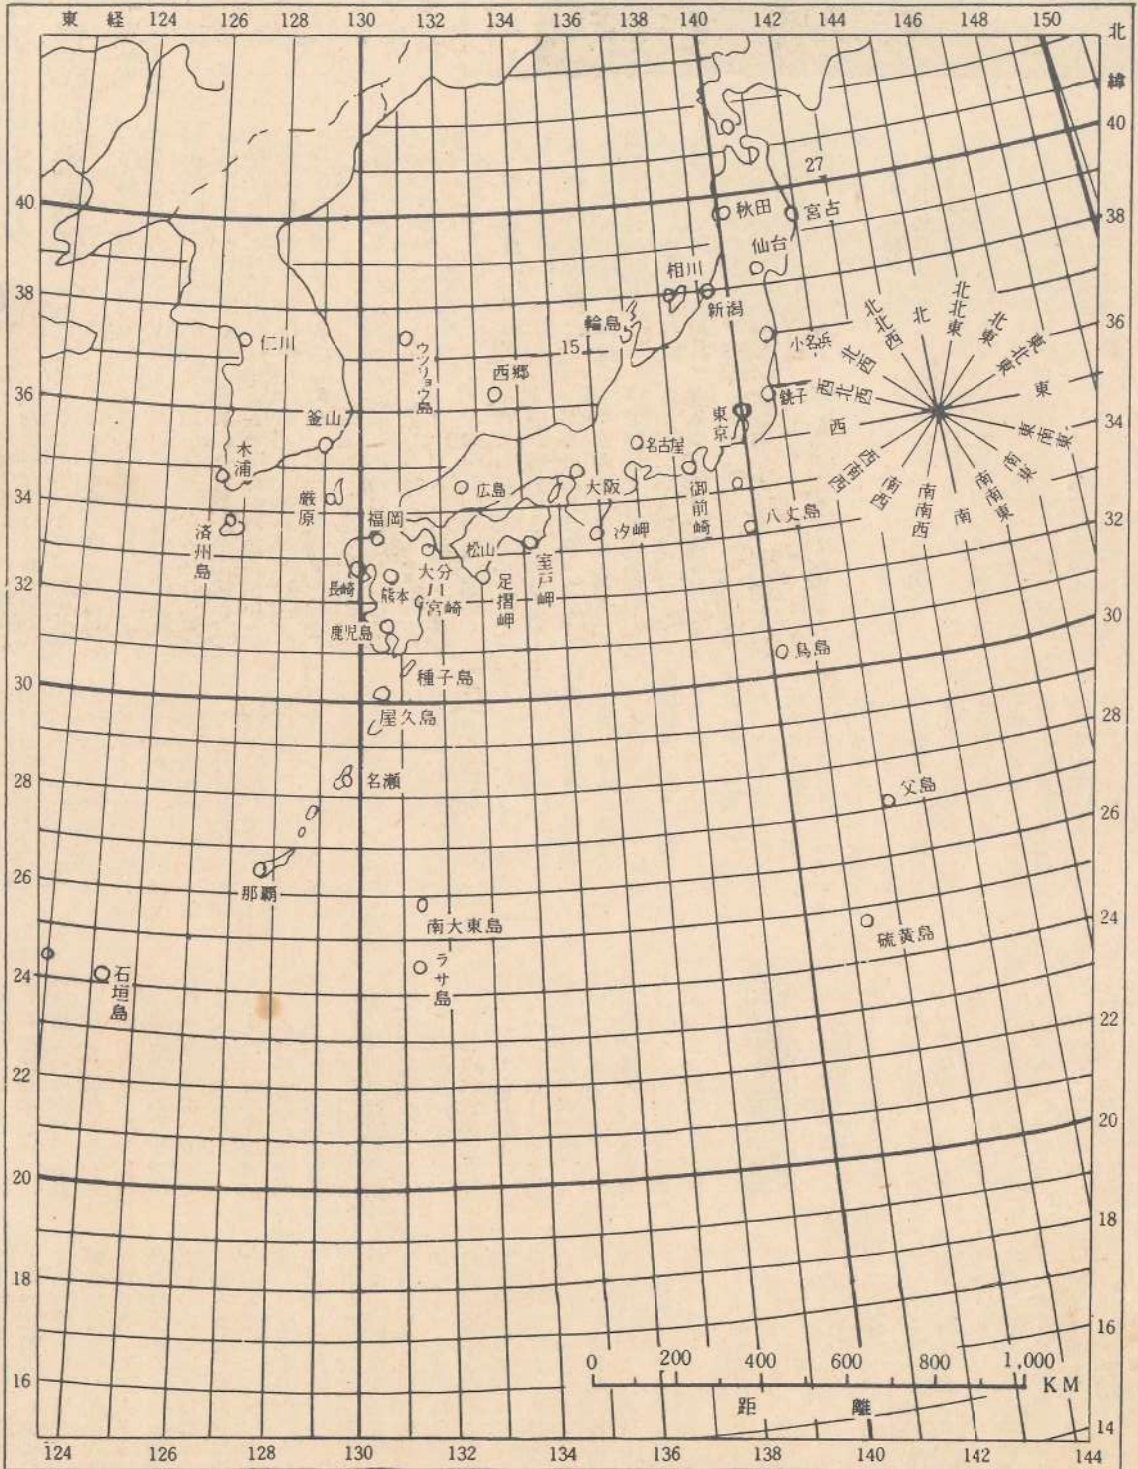 東 経 124 126 128 130 132 134 136 138 140 142 144 146 148 150 北緯
40
38
36
34
32
30
28
26
24
22
20
18
16
40
38
36
34
32
30
28
26
24
22
20
18
16
14
27
秋田
宮古
仙台
相川
新潟
輪島
15
小名浜
銚子
仁川
ウツリョウ島
西郷
釜山
東京
名古屋
木浦
厳原
広島
大阪
御前崎
八丈島
福岡
済州島
松山
室戸岬
汐岬
長崎
熊本
大分
宮崎
足摺岬
鹿児島
種子島
鳥島
屋久島
名瀬
父島
那覇
南大東島
硫黄島
ラサ島
石垣島
北
北北東
北東
東北東
東
東南東
南東
南南東
南
南南西
南西
西南西
西
西北西
北西
北北西
0 200 400 600 800 1,000
KM
距 離
124 126 128 130 132 134 136 138 140 142 144